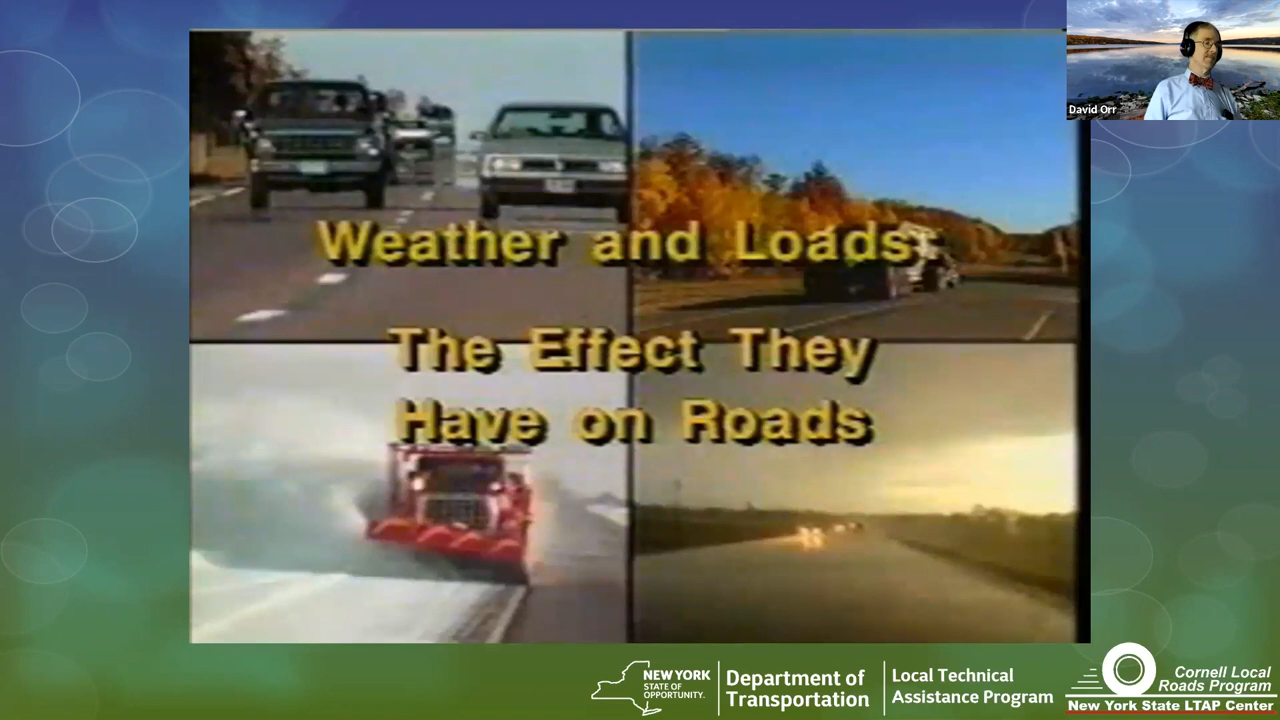 David Orr
Weather and Loads:
The Effect They
Have on Roads
NEW YORK
STATE OF
OPPORTUNITY.
Department of
Transportation
Local Technical
Assistance Program
Cornell Local
Roads Program
New York State LTAP Center